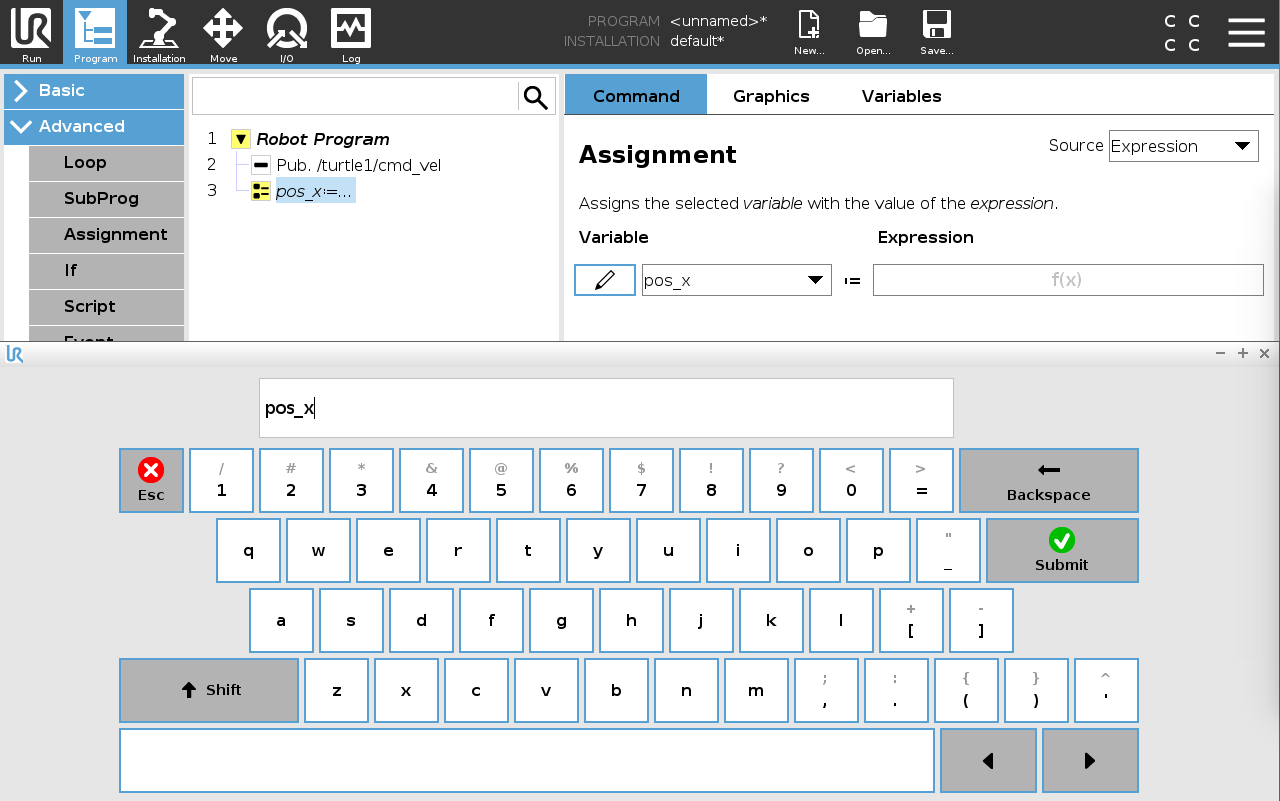 UR
Run
Program
Installation
Move
I/O
Log
PROGRAM <unnamed>*
INSTALLATION default*
New...
Open...
Save...
C C
C C
Basic
Advanced
Loop
SubProg
Assignment
If
Script
Event
1 Robot Program
2 Pub. /turtle1/cmd_vel
3 pos_x:=...
Command Graphics Variables
Assignment
Source Expression
Assigns the selected variable with the value of the expression.
Variable Expression
pos_x := f(x)
UR
pos_x
Esc
/ # * & @ % $ ! ? < >
1 2 3 4 5 6 7 8 9 0 =
Backspace
q w e r t y u i o p " _
Submit
a s d f g h j k l + [ - ]
Shift z x c v b n m ; , : . { ( } ) ^ '